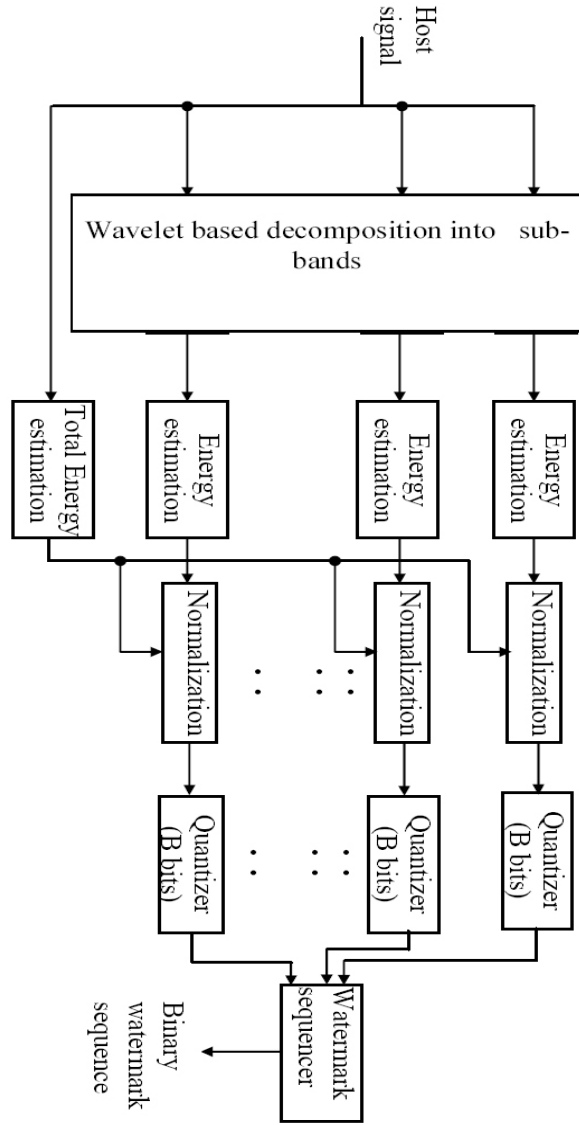 Host
signal
Wavelet based decomposition into sub-
bands
Total Energy
estimation
Energy
estimation
Energy
estimation
Energy
estimation
Normalization
Normalization
Normalization
Quantizer
(B bits)
Quantizer
(B bits)
Quantizer
(B bits)
Watermark
sequencer
Binary
watermark
sequence